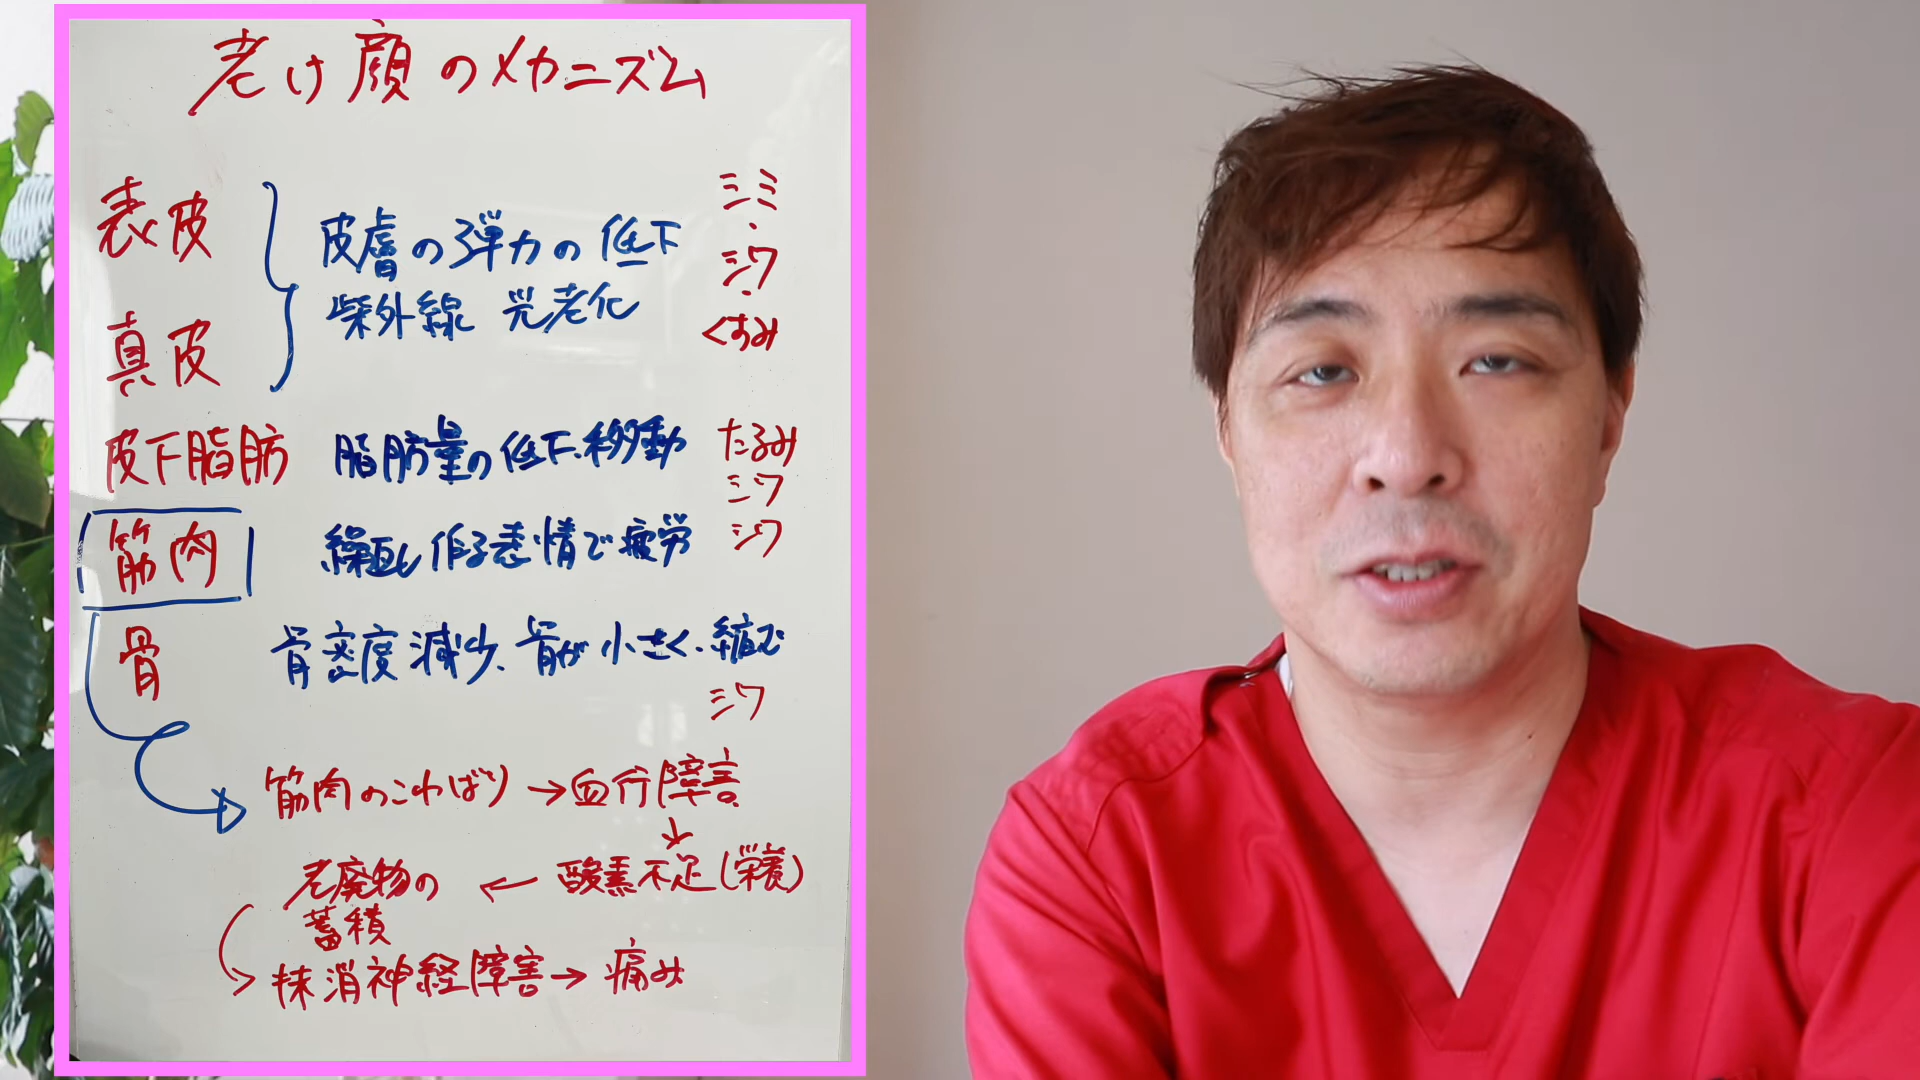 老け顔のメカニズム
表皮
真皮
皮膚の弾力の低下
紫外線 光老化
シミ
・
シワ
・
くすみ
皮下脂肪 脂肪量の低下、移動 たるみ
シワ
筋肉 繰返し作る表情で疲労 シワ
骨 骨密度減少、骨が小さく、縮む
シワ
筋肉のこわばり→血行障害
↓
老廃物の ← 酸素不足(栄養)
蓄積
抹消神経障害→痛み